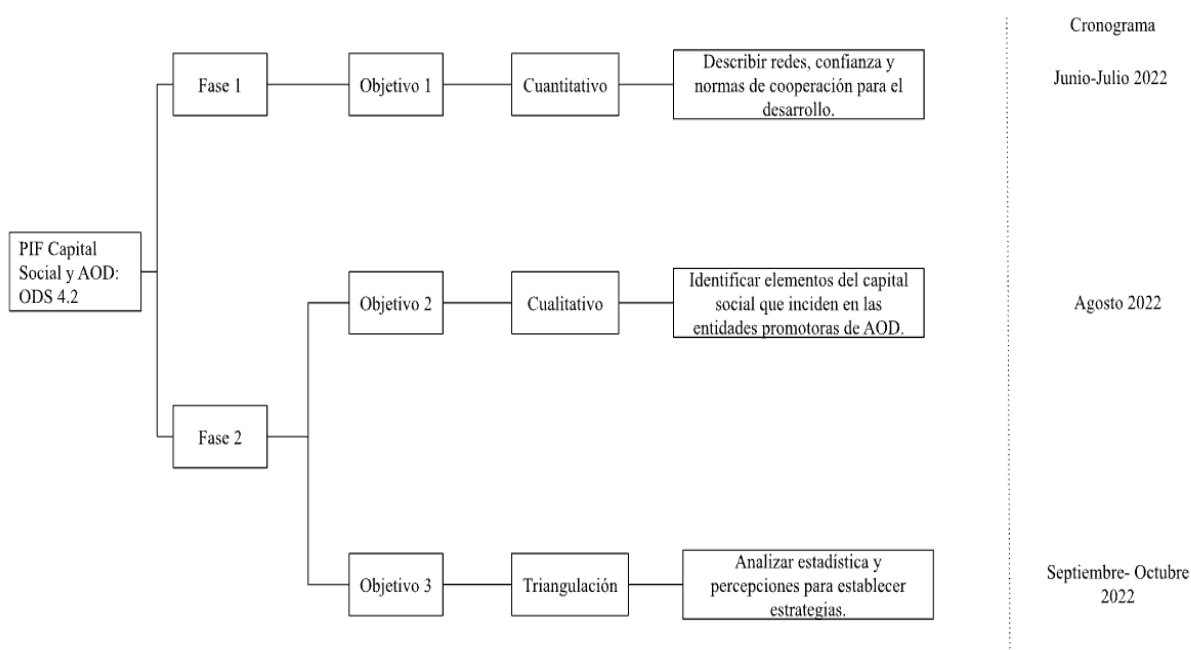 Cronograma
Fase 1
Objetivo 1
Cuantitativo
Describir redes, confianza y
normas de cooperación para el
desarrollo.
Junio-Julio 2022
PIF Capital
Social y AOD:
ODS 4.2
Objetivo 2
Cualitativo
Identificar elementos del capital
social que inciden en las
entidades promotoras de AOD.
Agosto 2022
Fase 2
Objetivo 3
Triangulación
Analizar estadística y
percepciones para establecer
estrategias.
Septiembre- Octubre
2022